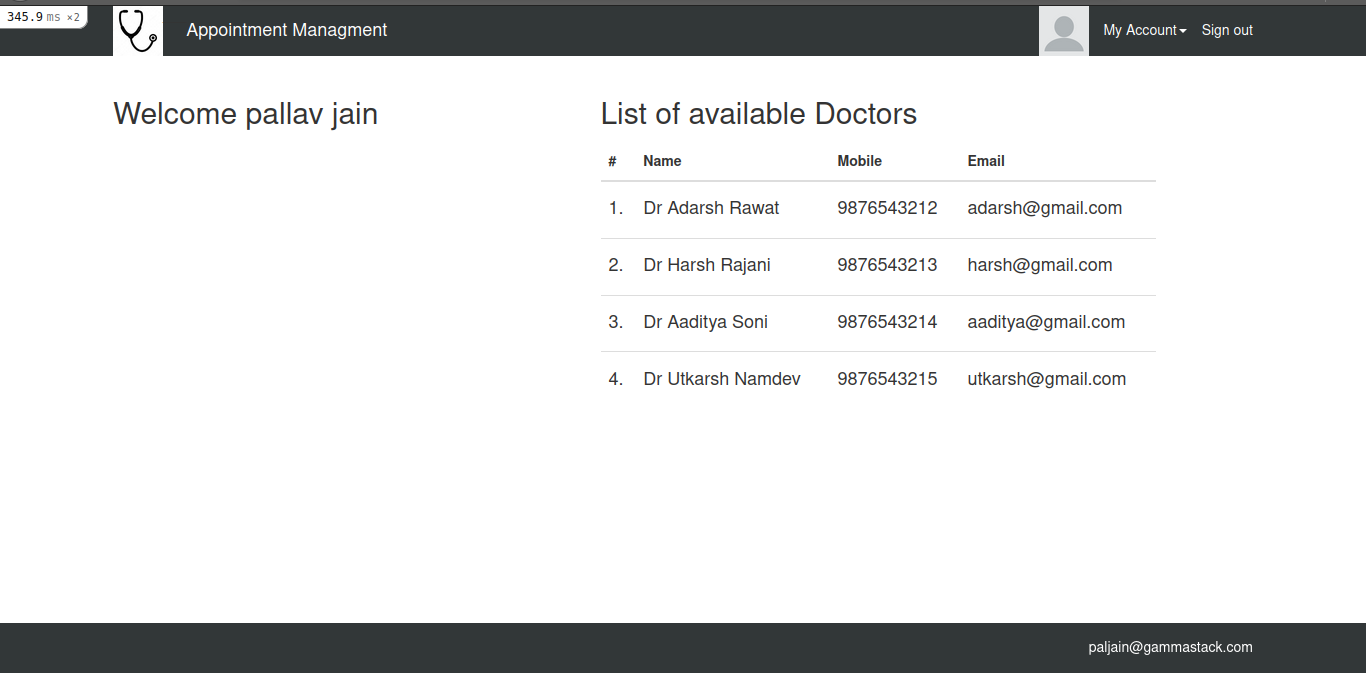 345.9 ms ×2
Appointment Managment
My Account
Sign out
Welcome pallav jain
List of available Doctors
# Name Mobile Email
1. Dr Adarsh Rawat 9876543212 adarsh@gmail.com
2. Dr Harsh Rajani 9876543213 harsh@gmail.com
3. Dr Aaditya Soni 9876543214 aaditya@gmail.com
4. Dr Utkarsh Namdev 9876543215 utkarsh@gmail.com
paljain@gammastack.com